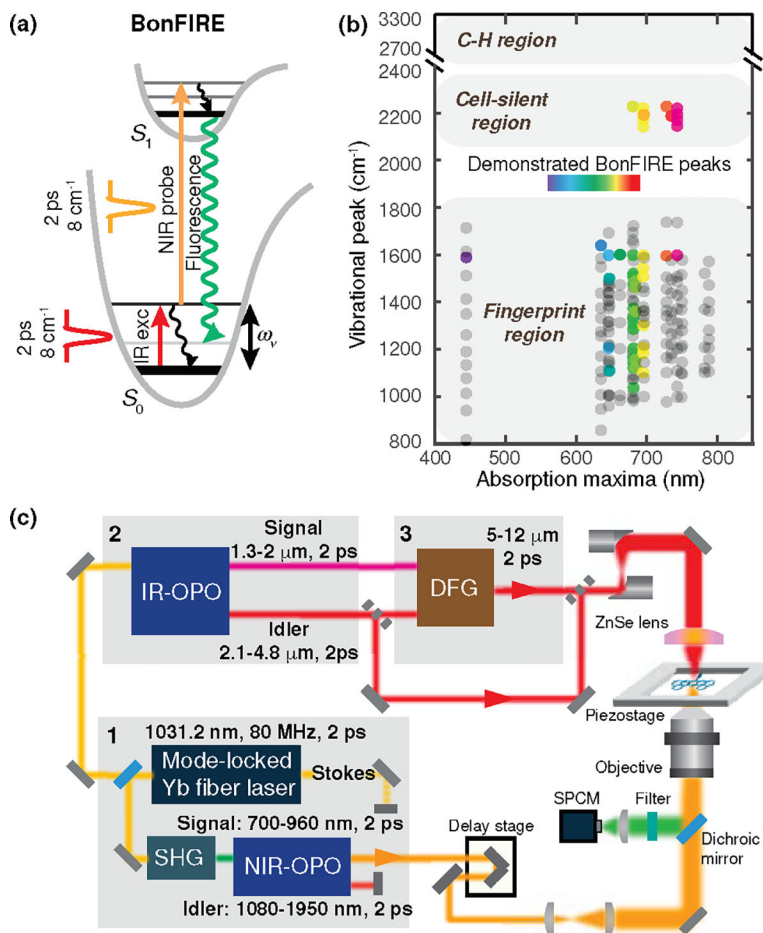 (a)
BonFIRE
S1
NIR probe
Fluorescence
2 ps
8 cm-1
2 ps
8 cm-1
IR exc
ωv
S0
(b)
3300
2700
2400
2200
2000
1800
1600
1400
1200
1000
800
Vibrational peak (cm-1)
C-H region
Cell-silent
region
Demonstrated BonFIRE peaks
Fingerprint
region
400
500
600
700
800
Absorption maxima (nm)
(c)
2
Signal
1.3-2 μm, 2 ps
IR-OPO
Idler
2.1-4.8 μm, 2ps
3
DFG
5-12 μm
2 ps
ZnSe lens
Piezostage
Objective
1
1031.2 nm, 80 MHz, 2 ps
Mode-locked
Yb fiber laser
Stokes
Signal: 700-960 nm, 2 ps
SHG
NIR-OPO
Idler: 1080-1950 nm, 2 ps
Delay stage
SPCM
Filter
Dichroic
mirror